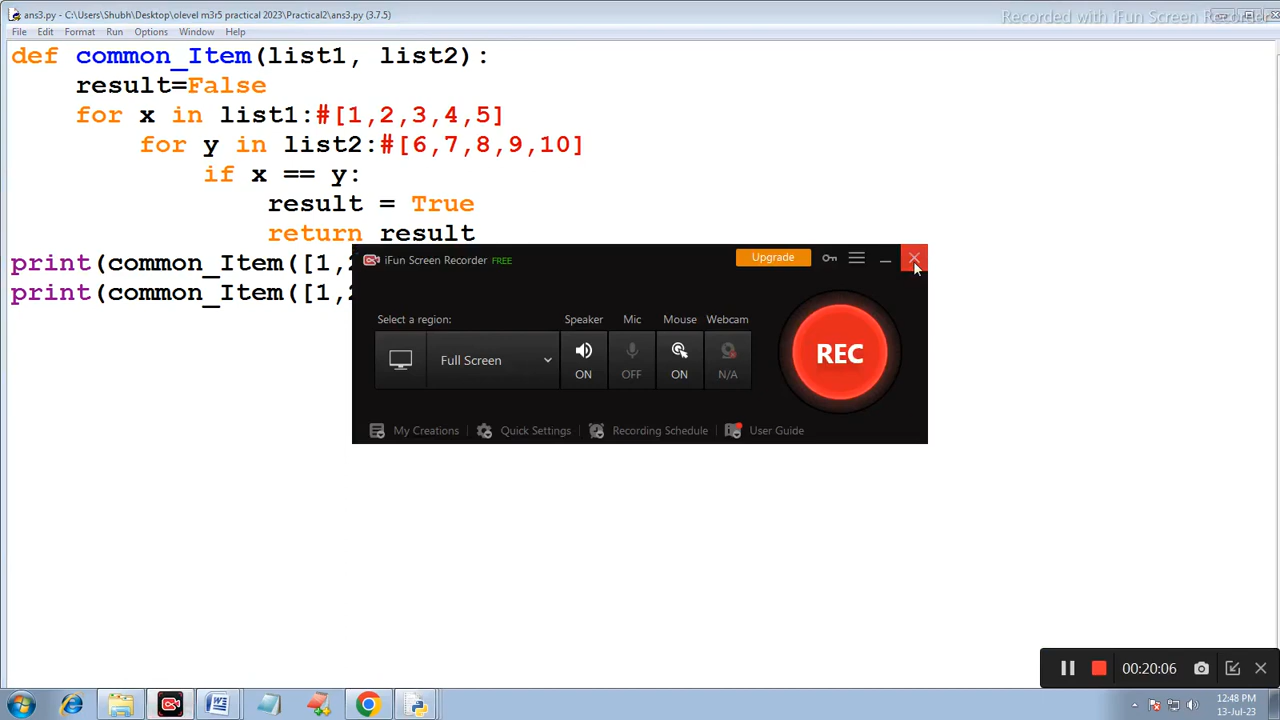 ans3.py - C:\Users\Shubh\Desktop\olevel m3r5 practical 2023\Practical2\ans3.py (3.7.5)
Recorded with iFun Screen Recorder
File Edit Format Run Options Window Help
def common_Item(list1, list2):
result=False
for x in list1:#[1,2,3,4,5]
for y in list2:#[6,7,8,9,10]
if x == y:
result = True
return result
print(common_Item([1,
print(common_Item([1,
iFun Screen Recorder FREE
Upgrade
Select a region:
Speaker Mic Mouse Webcam
Full Screen
ON OFF ON N/A
REC
My Creations Quick Settings Recording Schedule User Guide
00:20:06
12:48 PM
13-Jul-23